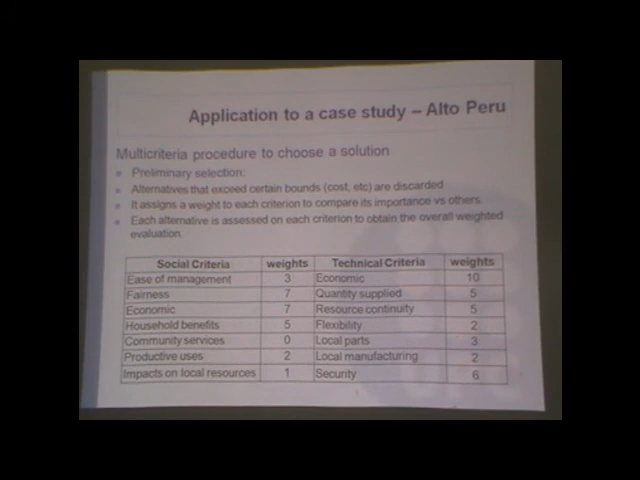 Application to a case study – Alto Peru
Multicriteria procedure to choose a solution
Preliminary selection:
Alternatives that exceed certain bounds (cost, etc) are discarded
It assigns a weight to each criterion to compare its importance vs others.
Each alternative is assessed on each criterion to obtain the overall weighted
evaluation.
Social Criteria weights Technical Criteria weights
Ease of management 3 Economic 10
Fairness 7 Quantity supplied 5
Economic 7 Resource continuity 5
Household benefits 5 Flexibility 2
Community services 0 Local parts 3
Productive uses 2 Local manufacturing 2
Impacts on local resources 1 Security 6